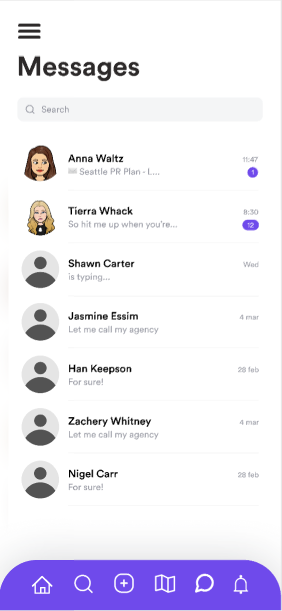 Messages
Search
Anna Waltz 11:47
Seattle PR Plan - L... 1
Tierra Whack 8:30
So hit me up when you're... 12
Shawn Carter Wed
is typing...
Jasmine Essim 4 mar
Let me call my agency
Han Keepson 28 feb
For sure!
Zachery Whitney 4 mar
Let me call my agency
Nigel Carr 28 feb
For sure!